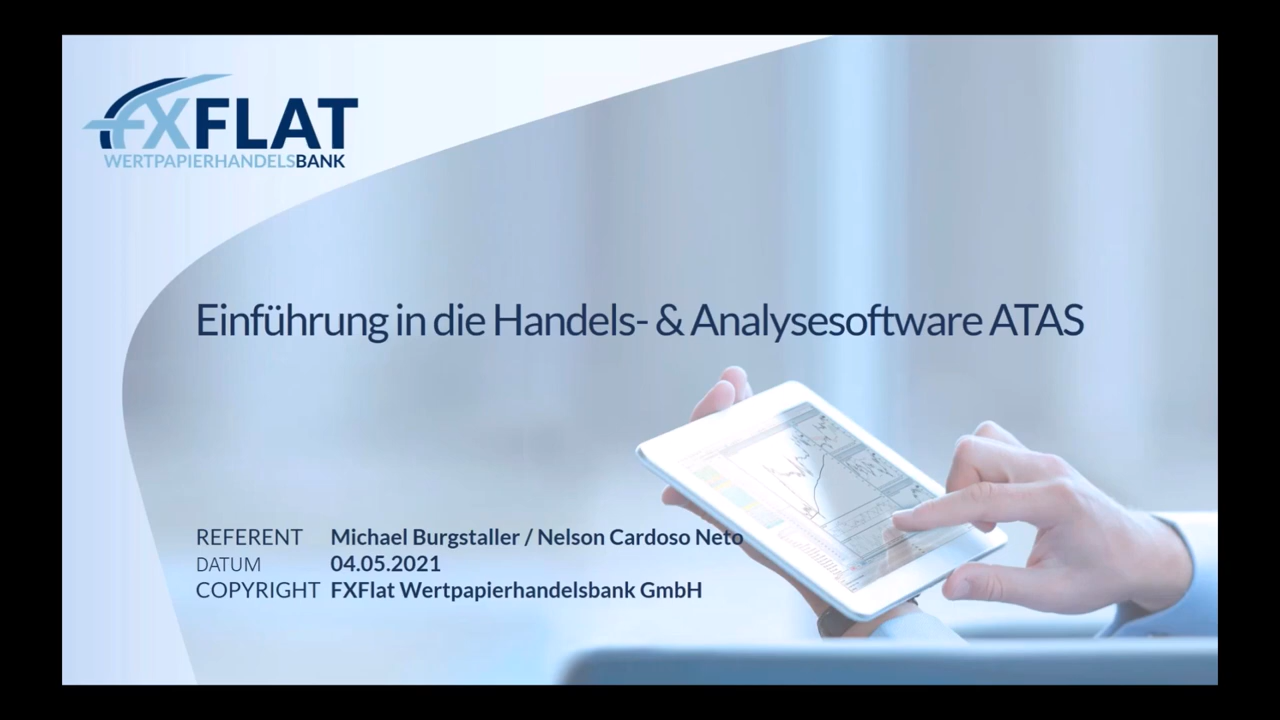 FXFLAT
WERTPAPIERHANDELSBANK
Einführung in die Handels- & Analysesoftware ATAS
REFERENT Michael Burgstaller / Nelson Cardoso Neto
DATUM 04.05.2021
COPYRIGHT FXFlat Wertpapierhandelsbank GmbH